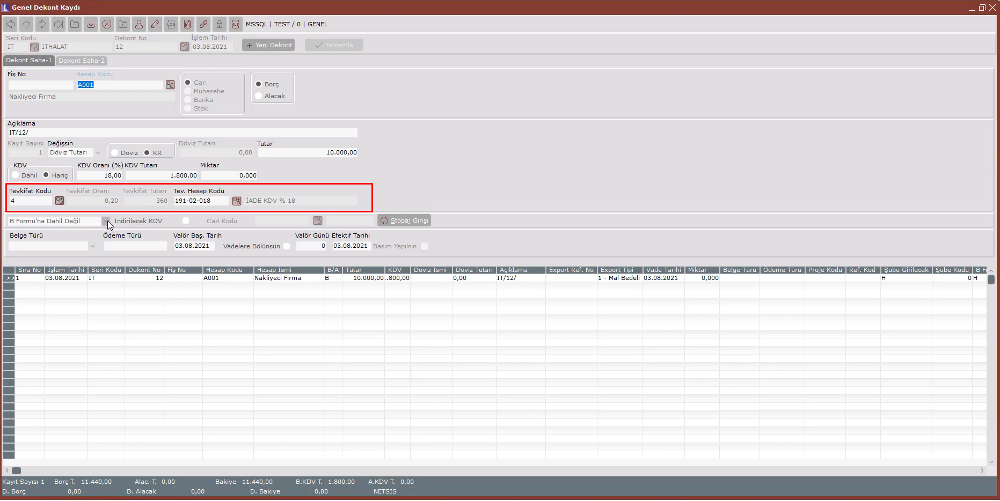 Genel Dekont Kaydı
LOG XLS MSSQL | TEST / 0 | GENEL
Seri Kodu Dekont No İşlem Tarihi
IT ITHALAT 12 03.08.2021 + Yeni Dekont Tamamla
Dekont Saha-1 Dekont Saha-2
Fiş No Hesap Kodu
A001
Nakliyeci Firma
Cari
Muhasebe
Banka
Stok
Borç
Alacak
Açıklama
IT/12/
Kayıt Sayısı Değişsin Döviz Tutarı Tutar
1 Döviz Tutarı Döviz KR 0,00 10.000,00
KDV KDV Oranı (%) KDV Tutarı Miktar
Dahil Hariç 18,00 1.800,00 0,000
Tevkifat Kodu Tevkifat Oranı Tevkifat Tutarı Tev. Hesap Kodu
4 0,20 360 191-02-018 İADE KDV % 18
B Formu'na Dahil Değil İndirilecek KDV Cari Kodu Stopaj Girişi
Belge Türü Ödeme Türü Valör Baş. Tarih Valör Günü Efektif Tarihi
03.08.2021 Vadelere Bölünsün 0 03.08.2021 Basım Yapılsın
Sıra No İşlem Tarihi Seri Kodu Dekont No Fiş No Hesap Kodu Hesap İsmi B/A Tutar KDV Döviz İsmi Döviz Tutarı Açıklama Export Ref. No Export Tipi Vade Tarihi Miktar Belge Türü Ödeme Türü Proje Kodu Ref. Kod Şube Girilecek Şube Kodu B F
>> 1 03.08.2021 IT 12 A001 Nakliyeci Firma B 10.000,00 .800,00 0,00 IT/12/ 1 - Mal Bedeli 03.08.2021 0,000 H 0 H
Kayıt Sayısı 1 Borç T. 11.440,00 Alac. T. 0,00 Bakiye 11.440,00 B.KDV T. 1.800,00 A.KDV T. 0,00
D. Borç 0,00 D. Alacak 0,00 D. Bakiye 0,00 NETSIS